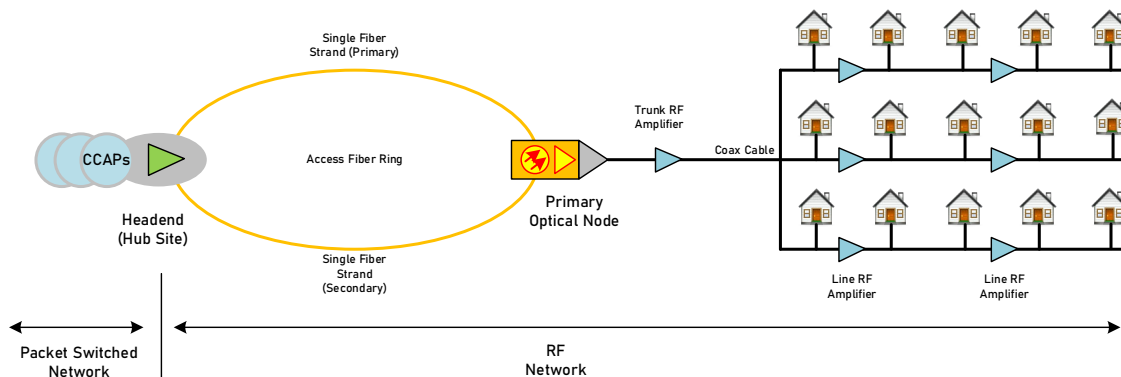 Single Fiber
Strand (Primary)
Trunk RF
Amplifier
CCAPs
Access Fiber Ring
Coax Cable
Headend
(Hub Site)
Primary
Optical Node
Single Fiber
Strand
(Secondary)
Line RF
Amplifier
Line RF
Amplifier
Packet Switched
Network
RF
Network